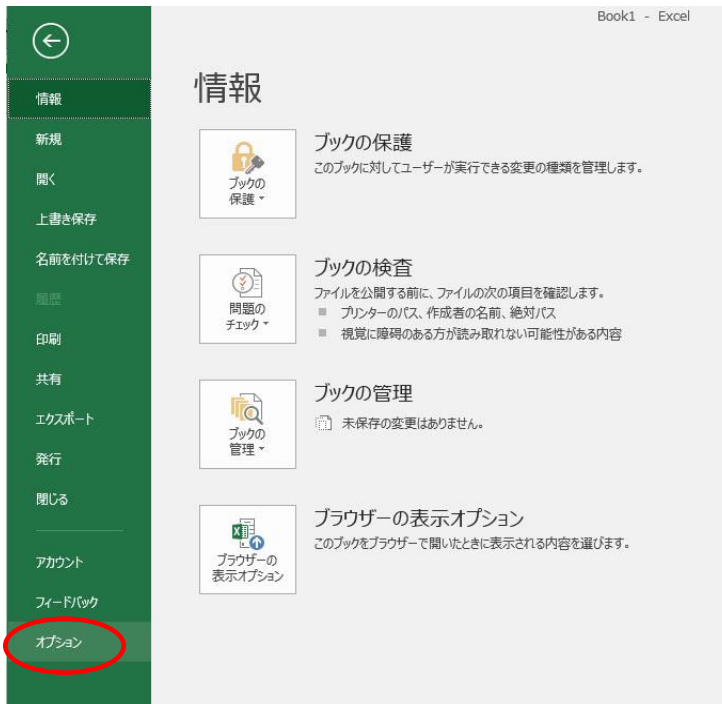 Book1 - Excel
情報
新規
開く
上書き保存
名前を付けて保存
履歴
印刷
共有
エクスポート
発行
閉じる
アカウント
フィードバック
オプション
情報
ブックの
保護
ブックの保護
このブックに対してユーザーが実行できる変更の種類を管理します。
問題の
チェック
ブックの検査
ファイルを公開する前に、ファイルの次の項目を確認します。
プリンターのパス、作成者の名前、絶対パス
視覚に障碍のある方が読み取れない可能性がある内容
ブックの
管理
ブックの管理
未保存の変更はありません。
ブラウザーの
表示オプション
ブラウザーの表示オプション
このブックをブラウザーで開いたときに表示される内容を選びます。